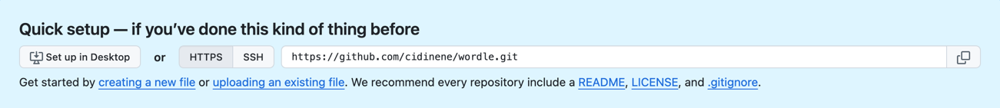 Quick setup — if you’ve done this kind of thing before
Set up in Desktop or HTTPS SSH https://github.com/cidinene/wordle.git
Get started by creating a new file or uploading an existing file. We recommend every repository include a README, LICENSE, and .gitignore.